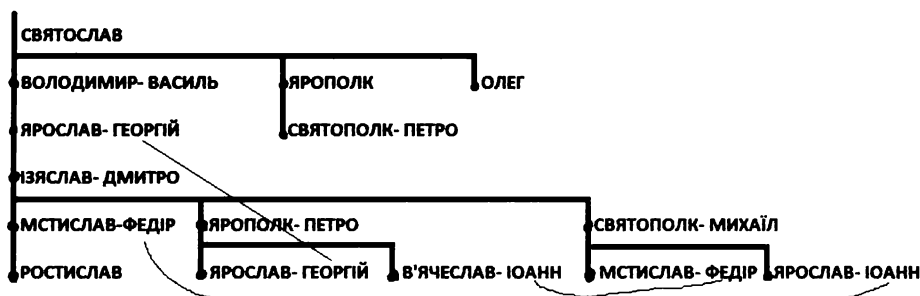 СВЯТОСЛАВ
ВОЛОДИМИР- ВАСИЛЬ ЯРОПОЛК ОЛЕГ
ЯРОСЛАВ- ГЕОРГІЙ СВЯТОПОЛК- ПЕТРО
ІЗЯСЛАВ- ДМИТРО
МСТИСЛАВ-ФЕДІР ЯРОПОЛК- ПЕТРО СВЯТОПОЛК- МИХАЇЛ
РОСТИСЛАВ ЯРОСЛАВ- ГЕОРГІЙ В'ЯЧЕСЛАВ- ІОАНН МСТИСЛАВ- ФЕДІР ЯРОСЛАВ- ІОАНН